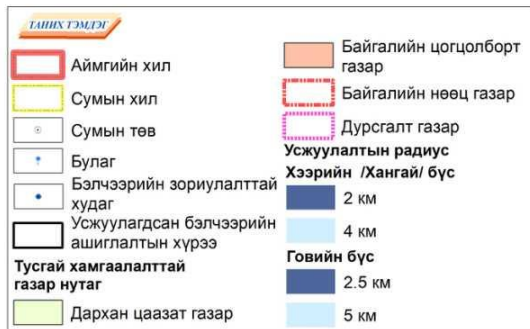 ТАНИХ ТЭМДЭГ
Аймгийн хил
Сумын хил
Сумын төв
Булаг
Бэлчээрийн зориулалттай
худаг
Усжуулагдсан бэлчээрийн
ашиглалтын хүрээ
Тусгай хамгаалалттай
газар нутаг
Дархан цаазат газар
Байгалийн цогцолборт
газар
Байгалийн нөөц газар
Дурсгалт газар
Усжуулалтын радиус
Хээрийн /Хангай/ бүс
2 км
4 км
Говийн бүс
2.5 км
5 км